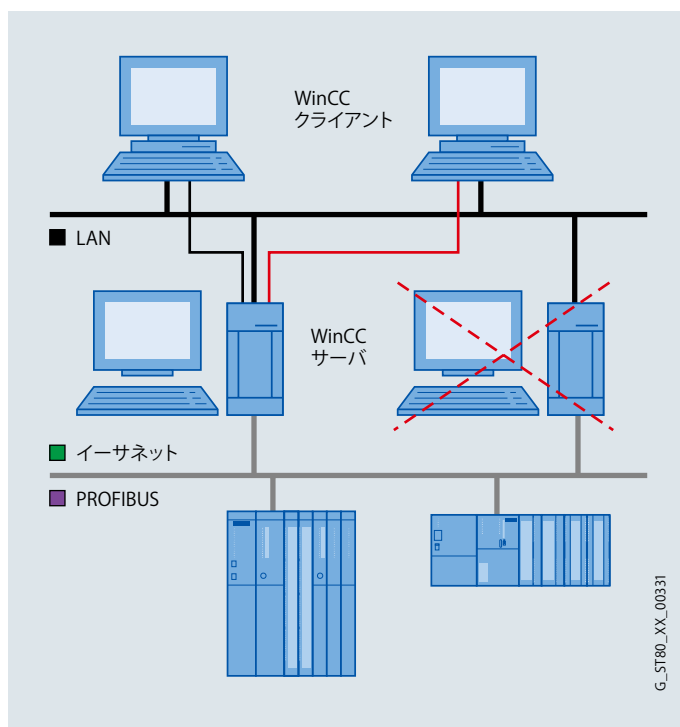 WinCC
クライアント
LAN
WinCC
サーバ
イーサネット
PROFIBUS
G_ST80_XX_00331